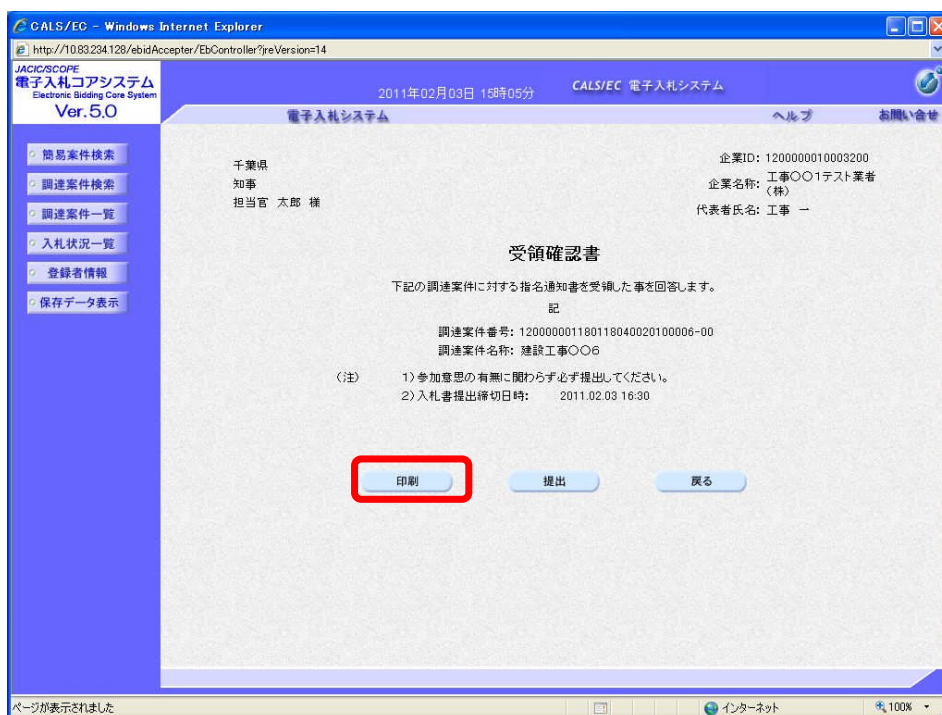 CALS/EC - Windows Internet Explorer
http://10.83.234.128/ebidAccepter/EbController?jreVersion=14
JACIC/SCOPE
電子入札コアシステム
Electronic Bidding Core System
Ver.5.0
2011年02月03日 15時05分
CALS/EC 電子入札システム
電子入札システム
ヘルプ
お問い合せ
簡易案件検索
調達案件検索
調達案件一覧
入札状況一覧
登録者情報
保存データ表示
千葉県
知事
担当官 太郎 様
企業ID: 1200000010003200
企業名称: 工事〇〇1テスト業者
(株)
代表者氏名: 工事 一
受領確認書
下記の調達案件に対する指名通知書を受領した事を回答します。
記
調達案件番号: 120000001180118040020100006-00
調達案件名称: 建設工事〇〇6
(注) 1)参加意思の有無に関わらず必ず提出してください。
2)入札書提出締切日時: 2011.02.03 16:30
印刷
提出
戻る
ページが表示されました
インターネット
100%